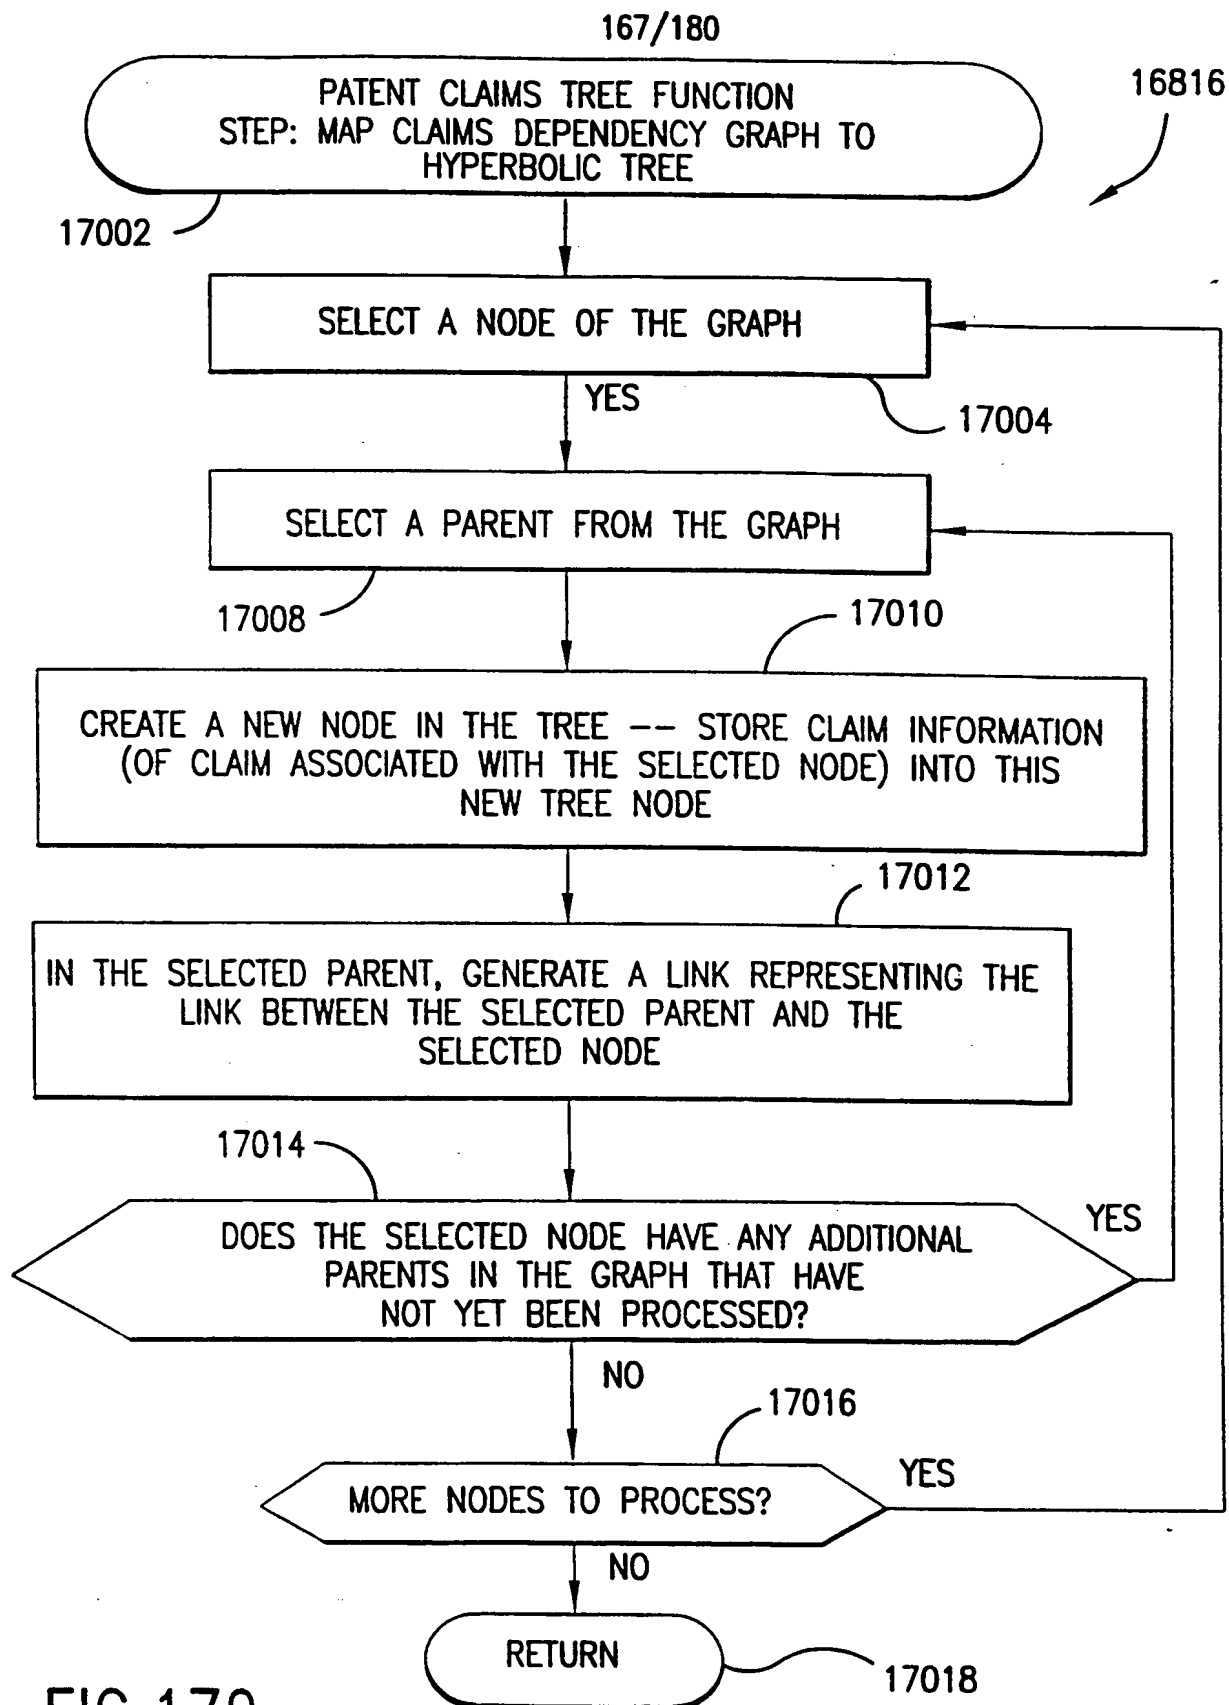 167/180
PATENT CLAIMS TREE FUNCTION
STEP: MAP CLAIMS DEPENDENCY GRAPH TO
HYPERBOLIC TREE
16816
17002
SELECT A NODE OF THE GRAPH
YES
17004
SELECT A PARENT FROM THE GRAPH
17008
17010
CREATE A NEW NODE IN THE TREE -- STORE CLAIM INFORMATION
(OF CLAIM ASSOCIATED WITH THE SELECTED NODE) INTO THIS
NEW TREE NODE
17012
IN THE SELECTED PARENT, GENERATE A LINK REPRESENTING THE
LINK BETWEEN THE SELECTED PARENT AND THE
SELECTED NODE
17014
YES
DOES THE SELECTED NODE HAVE ANY ADDITIONAL
PARENTS IN THE GRAPH THAT HAVE
NOT YET BEEN PROCESSED?
NO
17016
YES
MORE NODES TO PROCESS?
NO
RETURN
17018